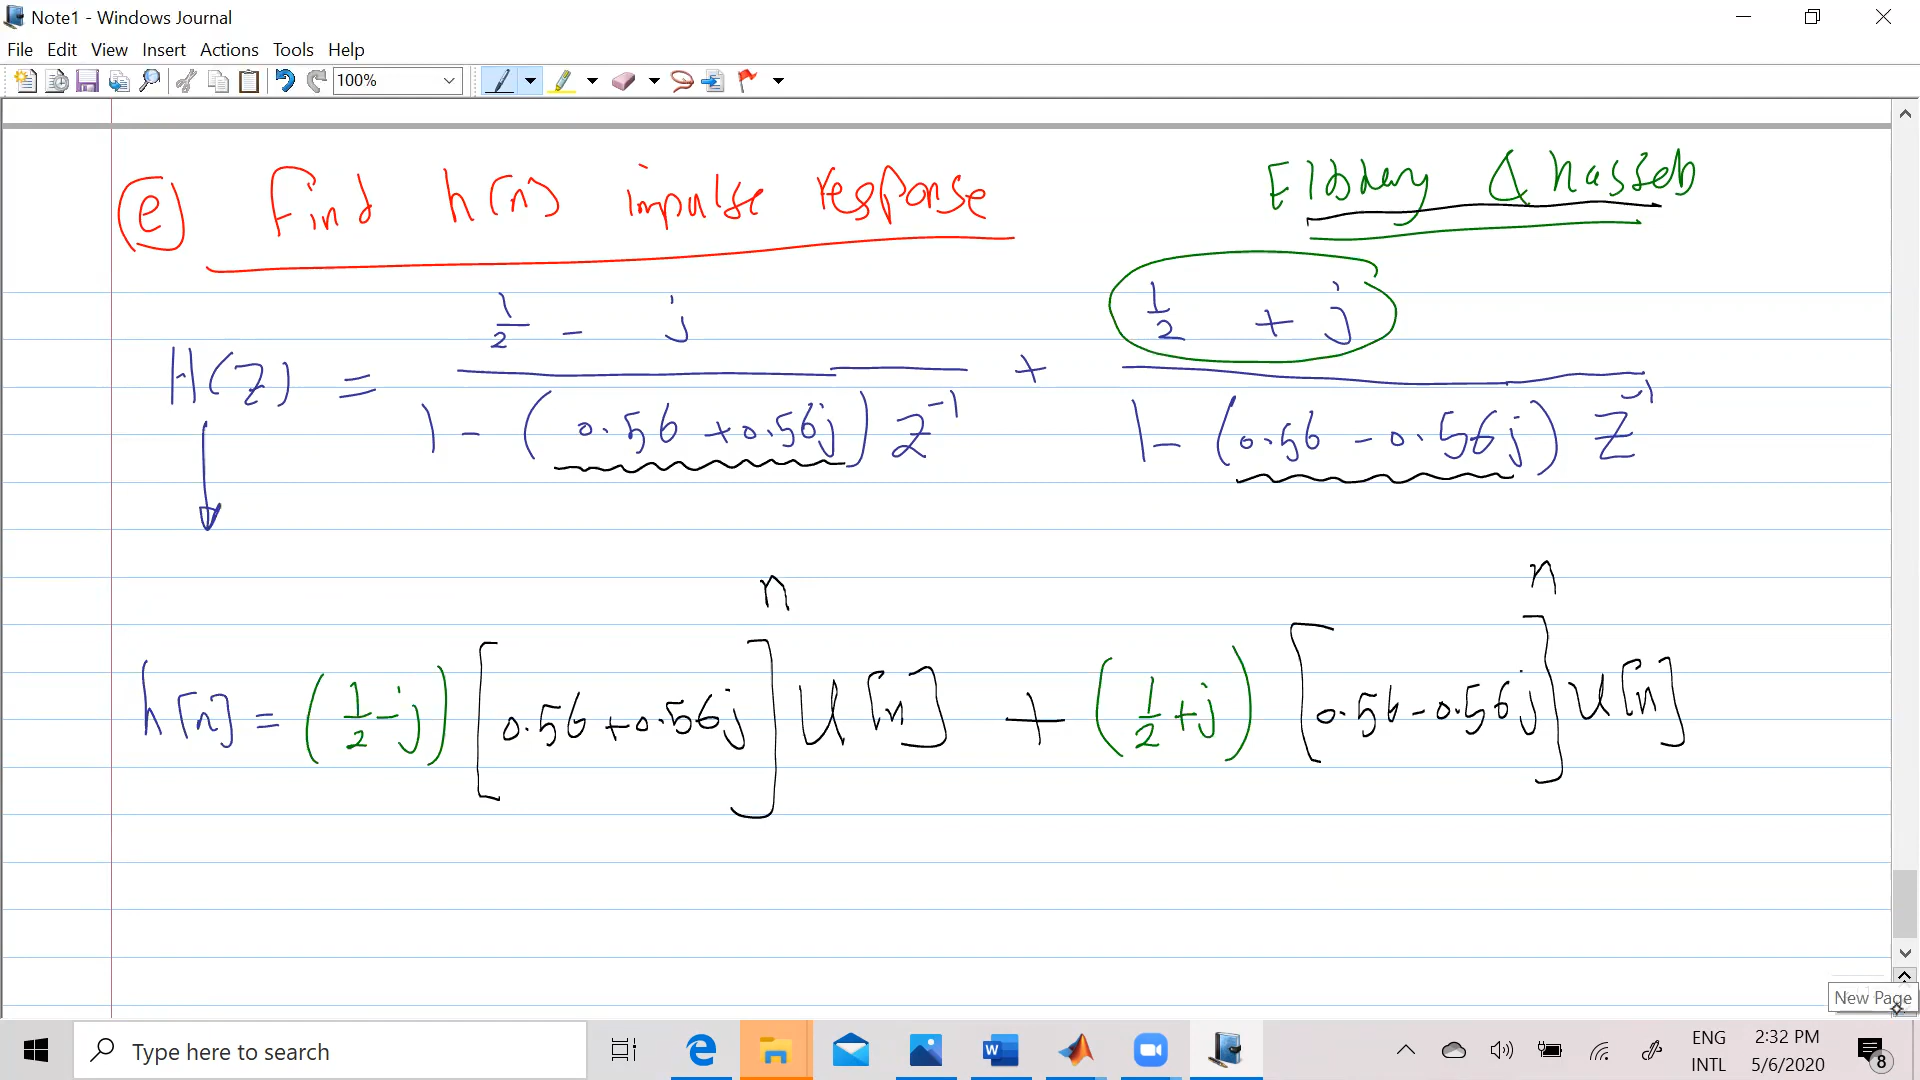 Note1 - Windows Journal
File Edit View Insert Actions Tools Help
100%
(e) Find h[n] impulse response
H(Z) = (1/2 - j) / (1 - (0.56 + 0.56j) Z^-1) + (1/2 + j) / (1 - (0.56 - 0.56j) Z^-1)
h[n] = (1/2 - j) [0.56 + 0.56j]^n U[n] + (1/2 + j) [0.56 - 0.56j]^n U[n]
New Page
Type here to search
ENG
INTL
2:32 PM
5/6/2020
8